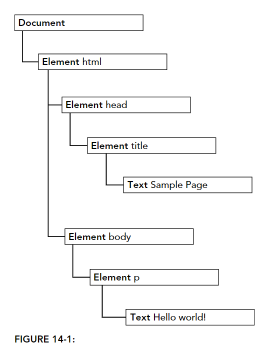 Document
Element html
Element head
Element title
Text Sample Page
Element body
Element p
Text Hello world!
FIGURE 14-1: